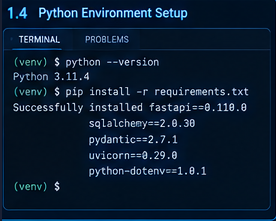 1.4 Python Environment Setup
TERMINAL PROBLEMS
(venv) $ python --version
Python 3.11.4
(venv) $ pip install -r requirements.txt
Successfully installed fastapi==0.110.0
sqlalchemy==2.0.30
pydantic==2.7.1
uvicorn==0.29.0
python-dotenv==1.0.1
(venv) $